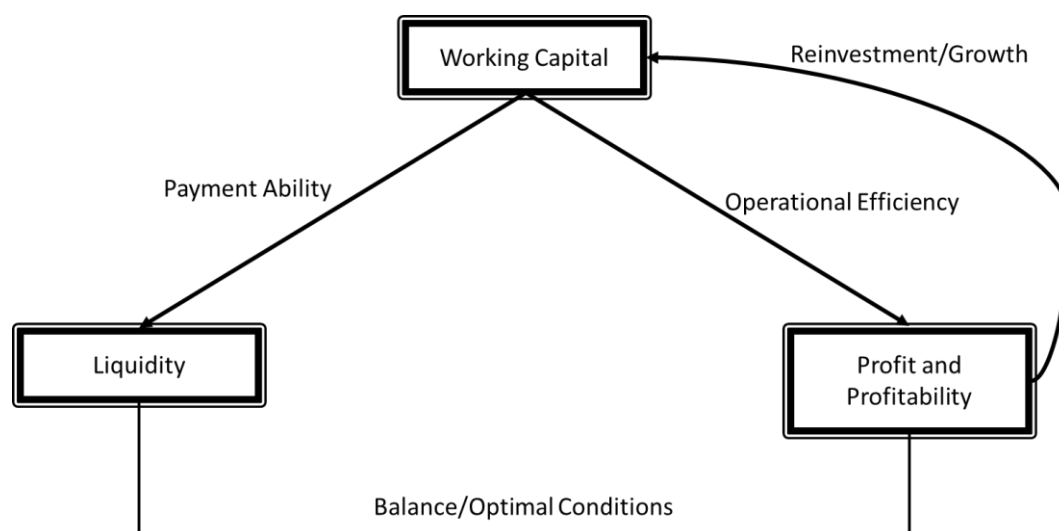 Working Capital
Reinvestment/Growth
Payment Ability
Operational Efficiency
Liquidity
Profit and
Profitability
Balance/Optimal Conditions